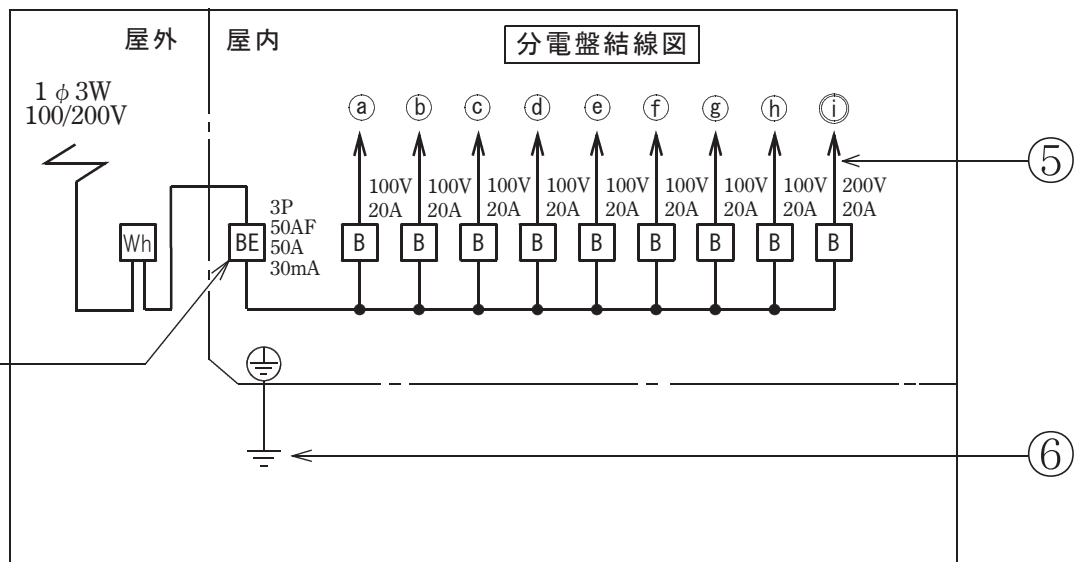 屋外
屋内
分電盤結線図
1φ3W
100/200V
ⓐ ⓑ ⓒ ⓓ ⓔ ⓕ ⓖ ⓗ ⓘ
⑤
100V 100V 100V 100V 100V 100V 100V 100V 200V
20A 20A 20A 20A 20A 20A 20A 20A 20A
Wh
BE
3P
50AF
50A
30mA
B B B B B B B B B
⑥